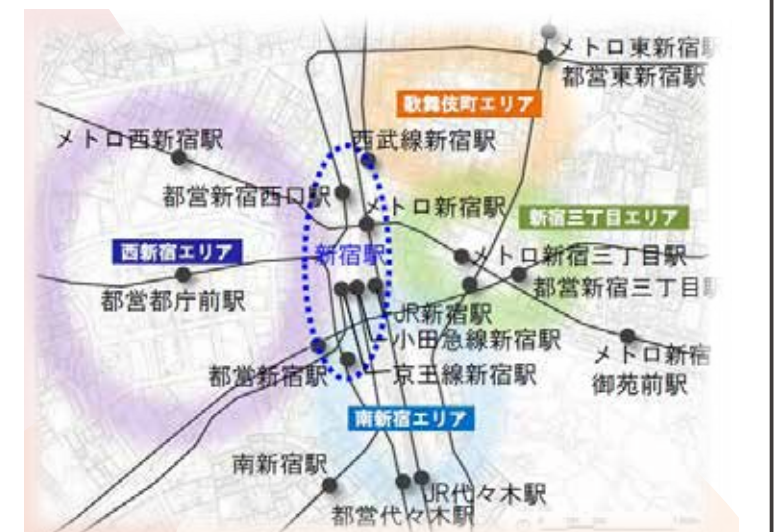 メトロ東新宿駅
都営東新宿駅
歌舞伎町エリア
メトロ西新宿駅
西武線新宿駅
都営新宿西口駅
メトロ新宿駅
新宿三丁目エリア
西新宿エリア
新宿駅
メトロ新宿三丁目駅
都営都庁前駅
都営新宿三丁目駅
JR新宿駅
小田急線新宿駅
メトロ新宿
御苑前駅
都営新宿駅
京王線新宿駅
南新宿エリア
南新宿駅
JR代々木駅
都営代々木駅